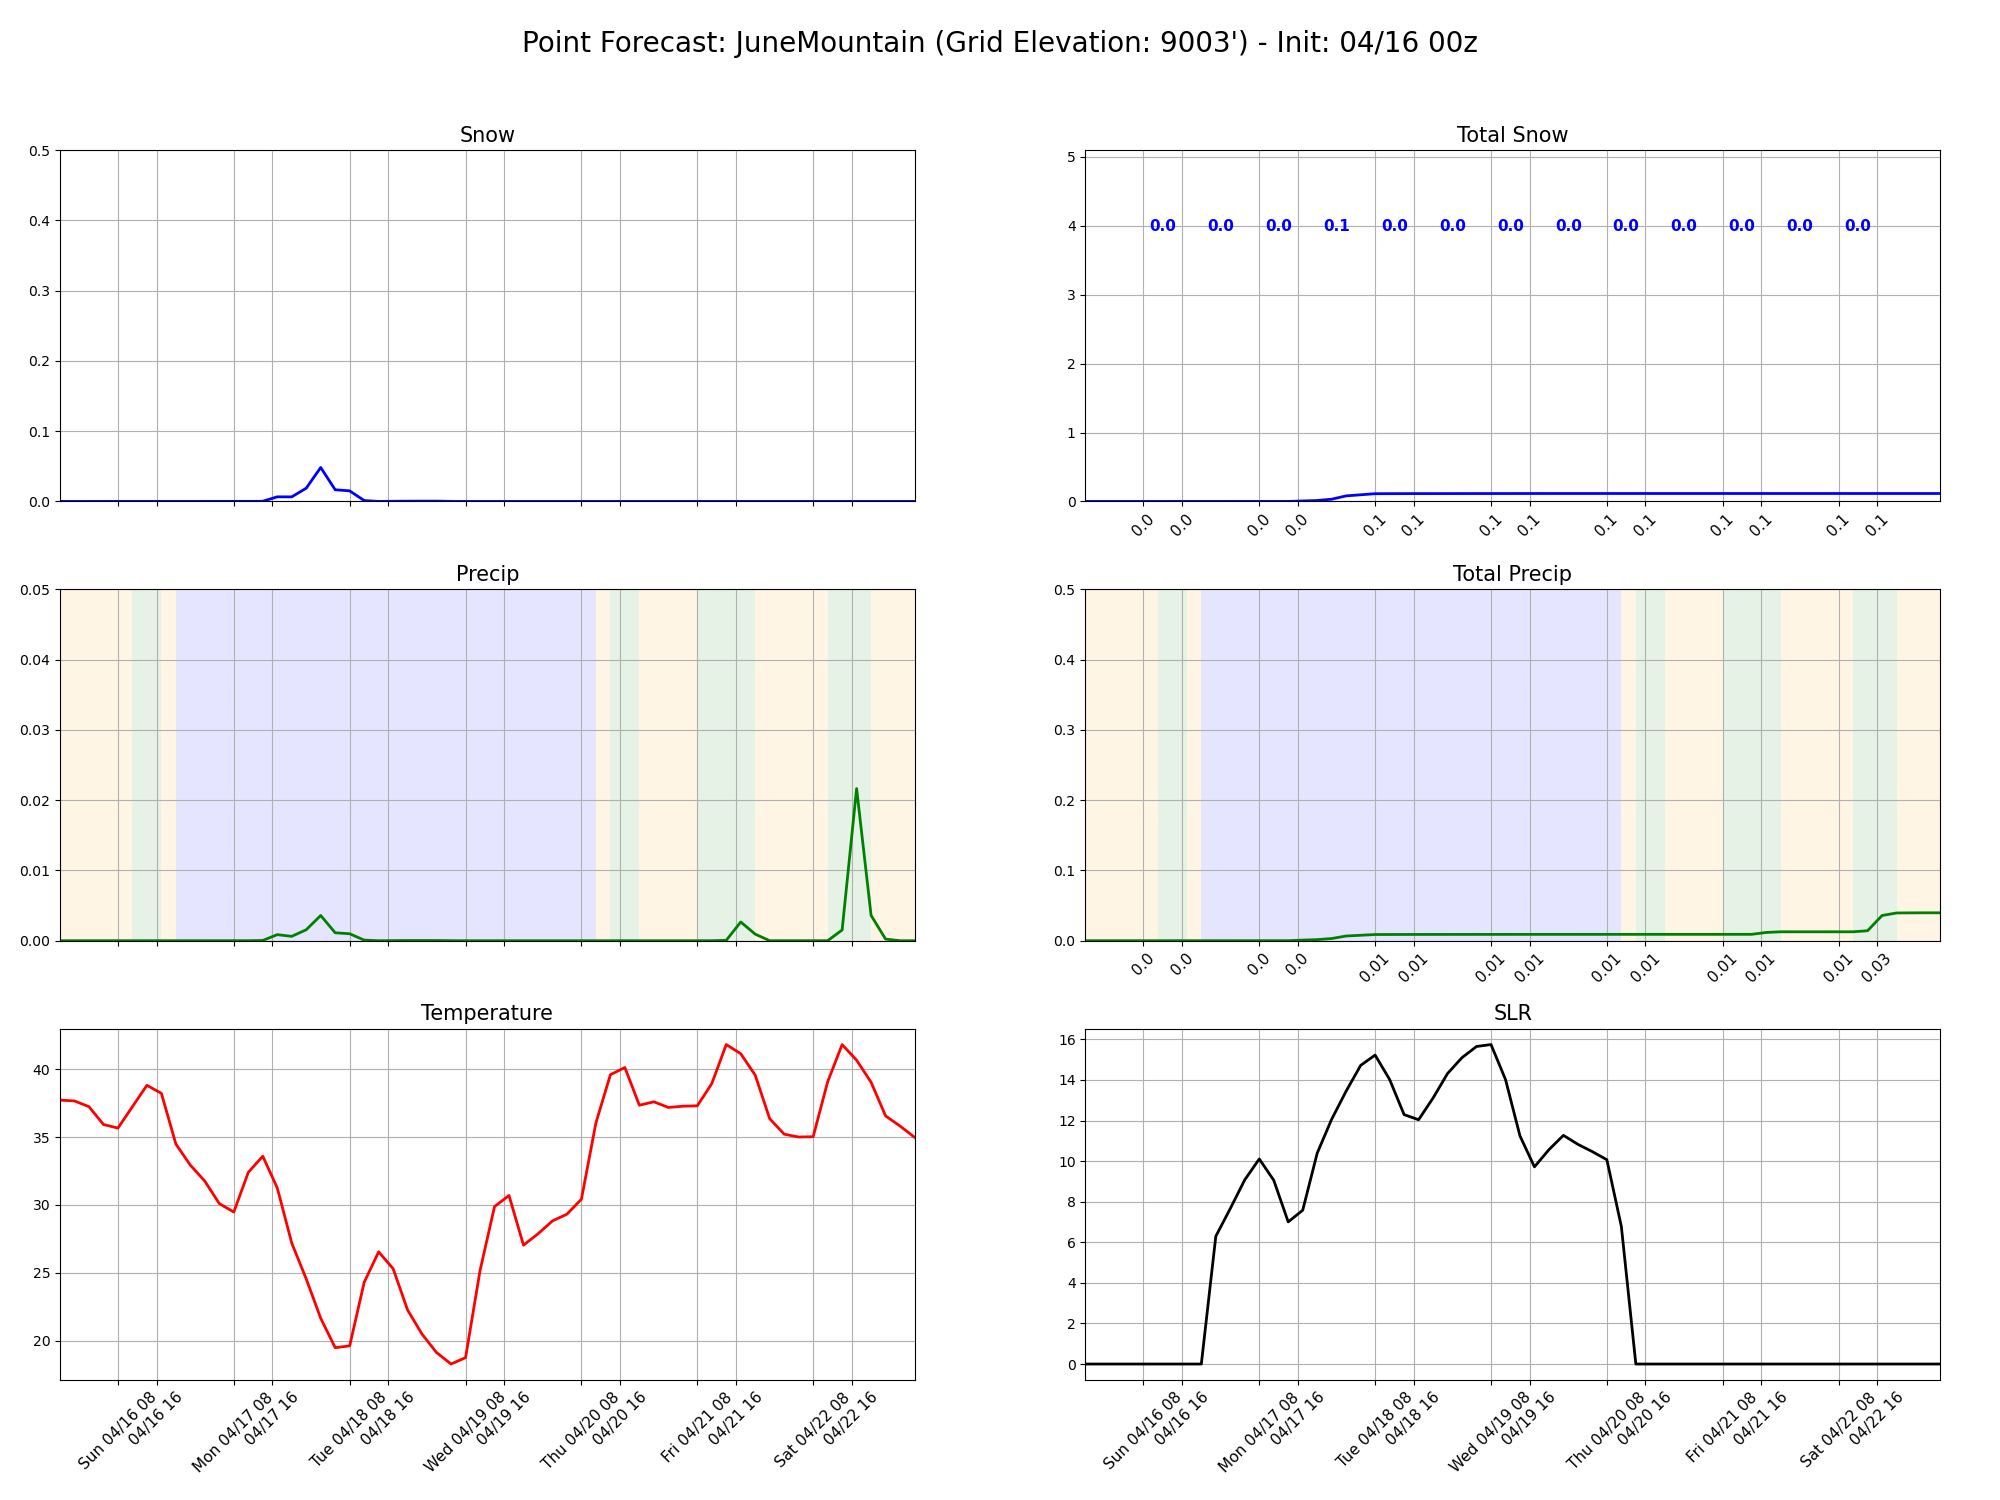 Point Forecast: JuneMountain (Grid Elevation: 9003') - Init: 04/16 00z
Snow
0.5
0.4
0.3
0.2
0.1
0.0
Total Snow
5
4
3
2
1
0
0.0 0.0 0.0 0.1 0.0 0.0 0.0 0.0 0.0 0.0 0.0 0.0 0.0
0.0 0.0 0.0 0.0 0.1 0.1 0.1 0.1 0.1 0.1 0.1 0.1 0.1 0.1
Precip
0.05
0.04
0.03
0.02
0.01
0.00
Total Precip
0.5
0.4
0.3
0.2
0.1
0.0
0.0 0.0 0.0 0.0 0.01 0.01 0.01 0.01 0.01 0.01 0.01 0.01 0.01 0.03
Temperature
40
35
30
25
20
Sun 04/16 08
04/16 16
Mon 04/17 08
04/17 16
Tue 04/18 08
04/18 16
Wed 04/19 08
04/19 16
Thu 04/20 08
04/20 16
Fri 04/21 08
04/21 16
Sat 04/22 08
04/22 16
SLR
16
14
12
10
8
6
4
2
0
Sun 04/16 08
04/16 16
Mon 04/17 08
04/17 16
Tue 04/18 08
04/18 16
Wed 04/19 08
04/19 16
Thu 04/20 08
04/20 16
Fri 04/21 08
04/21 16
Sat 04/22 08
04/22 16